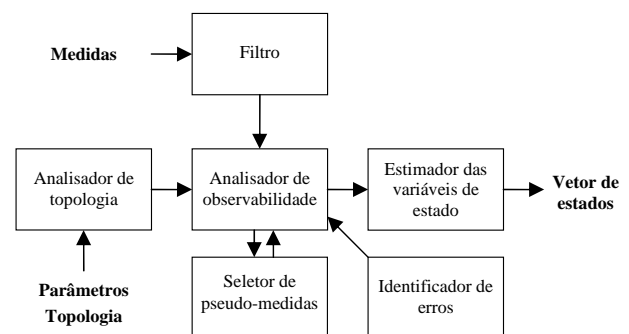 Medidas
Filtro
Analisador de
topologia
Analisador de
observabilidade
Estimador das
variáveis de
estado
Vetor de
estados
Parâmetros
Topologia
Seletor de
pseudo-medidas
Identificador de
erros